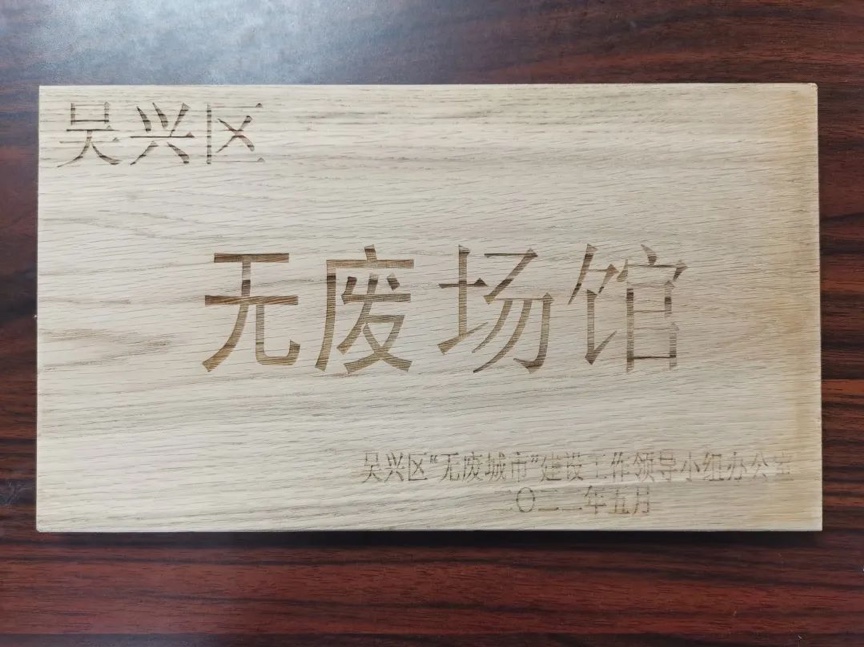 吴兴区
无废场馆
吴兴区“无废城市”建设工作领导小组办公室
二〇二二年五月